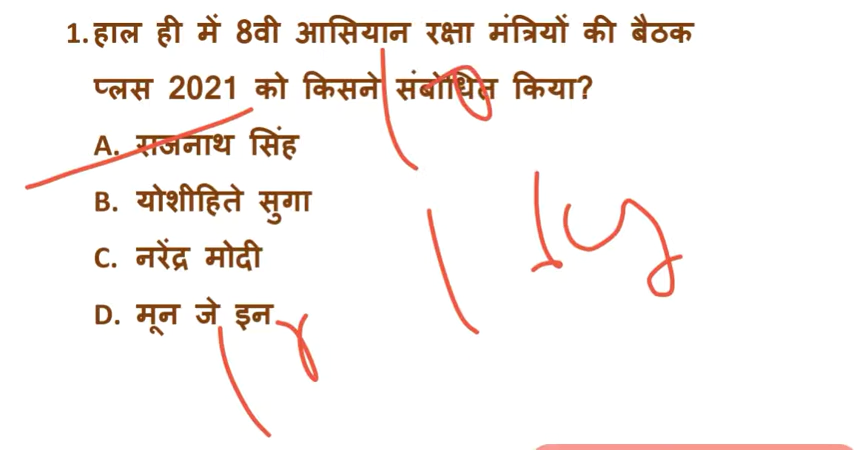 1. हाल ही में 8वी आसियान रक्षा मंत्रियों की बैठक
प्लस 2021 को किसने संबोधित किया?
A. राजनाथ सिंह
B. योशीहिते सुगा
C. नरेंद्र मोदी
D. मून जे इन